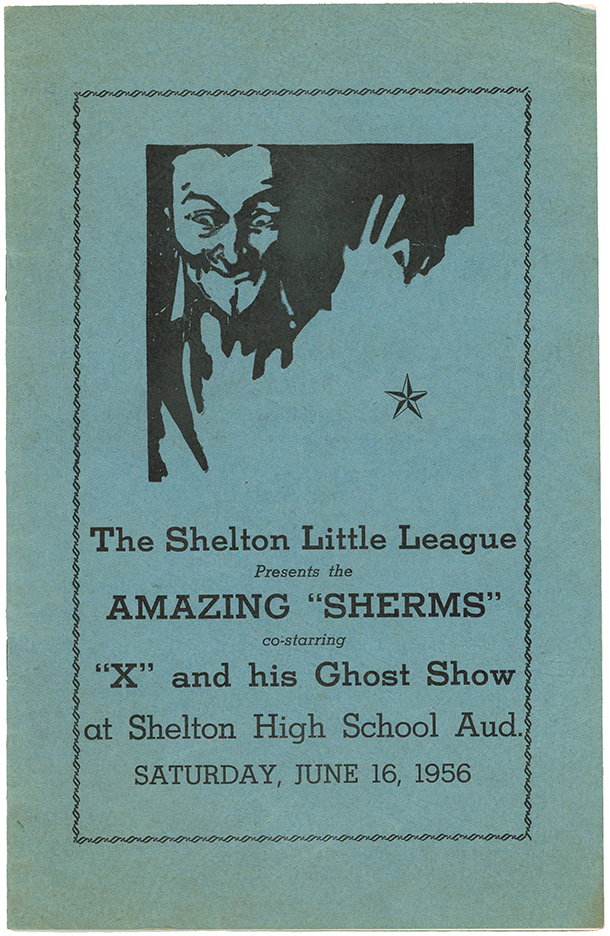 The Shelton Little League
Presents the
AMAZING “SHERMS”
co-starring
“X” and his Ghost Show
at Shelton High School Aud.
SATURDAY, JUNE 16, 1956